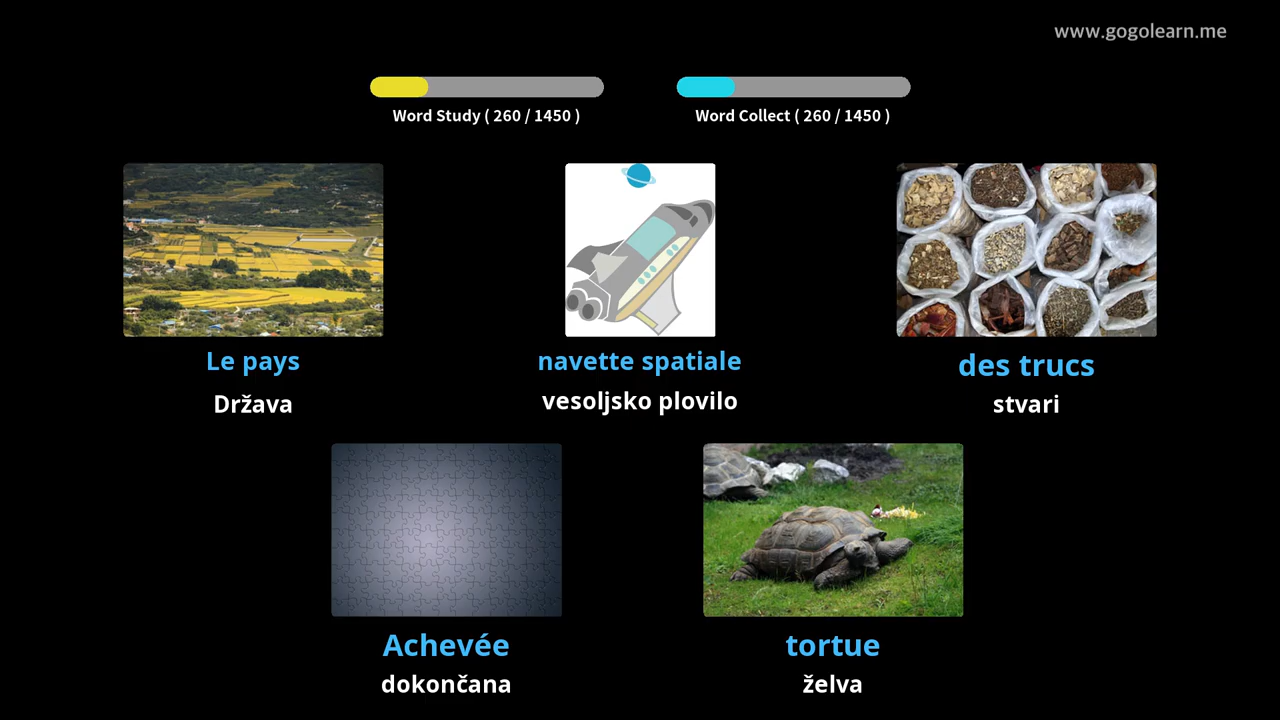 www.gogolearn.me
Word Study ( 260 / 1450 )
Word Collect ( 260 / 1450 )
Le pays
Država
navette spatiale
vesoljsko plovilo
des trucs
stvari
Achevée
dokončana
tortue
želva